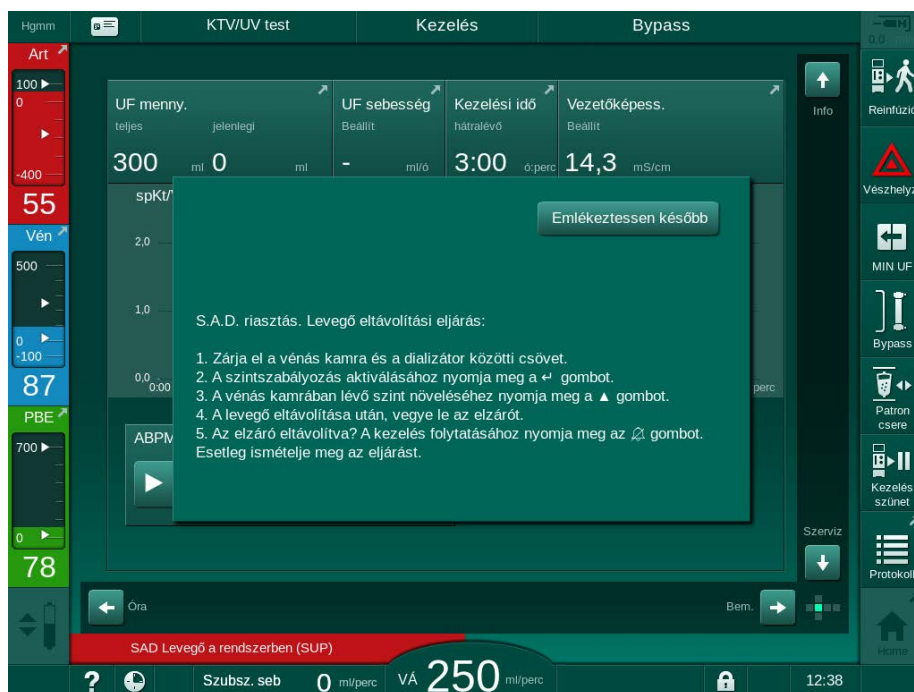 Hgmm
KTV/UV test
Kezelés
Bypass
Art
100
0
-400
55
Vén
500
0
-100
87
PBE
700
0
78
UF menny.
teljes
jelenlegi
300 ml 0 ml
UF sebesség
Beállít
- ml/ó
Kezelési idő
hátralévő
3:00 ó:perc
Vezetőképess.
Beállít
14,3 mS/cm
Info
spKt/
2,0
1,0
0,0
0:00
perc
Emlékeztessen később
S.A.D. riasztás. Levegő eltávolítási eljárás:
1. Zárja el a vénás kamra és a dializátor közötti csövet.
2. A szintszabályozás aktiválásához nyomja meg a ↵ gombot.
3. A vénás kamrában lévő szint növeléséhez nyomja meg a ▲ gombot.
4. A levegő eltávolítása után, vegye le az elzárót.
5. Az elzáró eltávolítva? A kezelés folytatásához nyomja meg az 🔔 gombot.
Esetleg ismételje meg az eljárást.
ABPM
Szerviz
Óra
Bem.
SAD Levegő a rendszerben (SUP)
? Szubsz. seb 0 ml/perc VÁ 250 ml/perc 12:38
0,0
Reinfúzió
Vészhelyz
MIN UF
Bypass
Patron
csere
Kezelés
szünet
Protokoll
Home